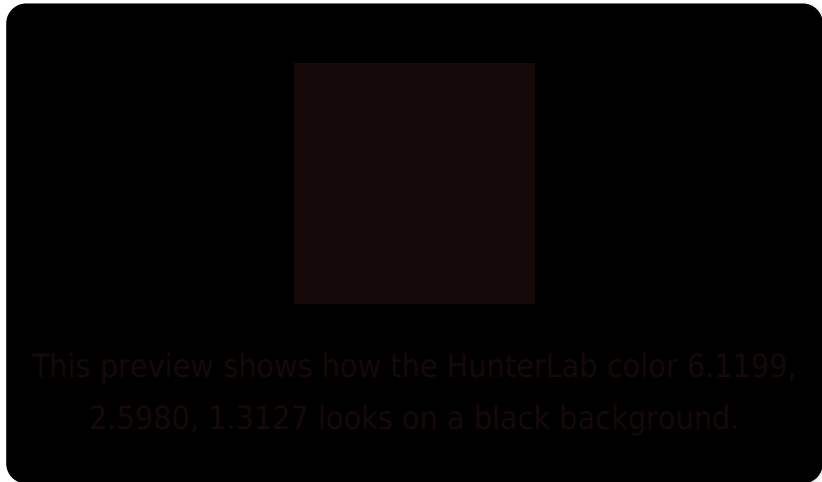 This preview shows how the HunterLab color 6.1199,
2.5980, 1.3127 looks on a black background.